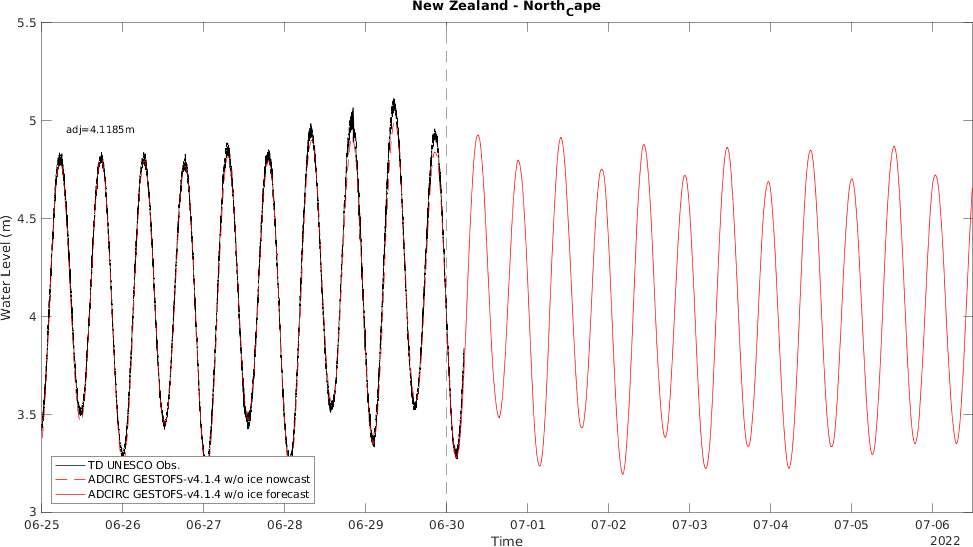 New Zealand - NorthCape
5.5
5
adj=4.1185m
4.5
Water Level (m)
4
3.5
TD UNESCO Obs.
ADCIRC GESTOFS-v4.1.4 w/o ice nowcast
ADCIRC GESTOFS-v4.1.4 w/o ice forecast
3
06-25 06-26 06-27 06-28 06-29 06-30 07-01 07-02 07-03 07-04 07-05 07-06
Time 2022